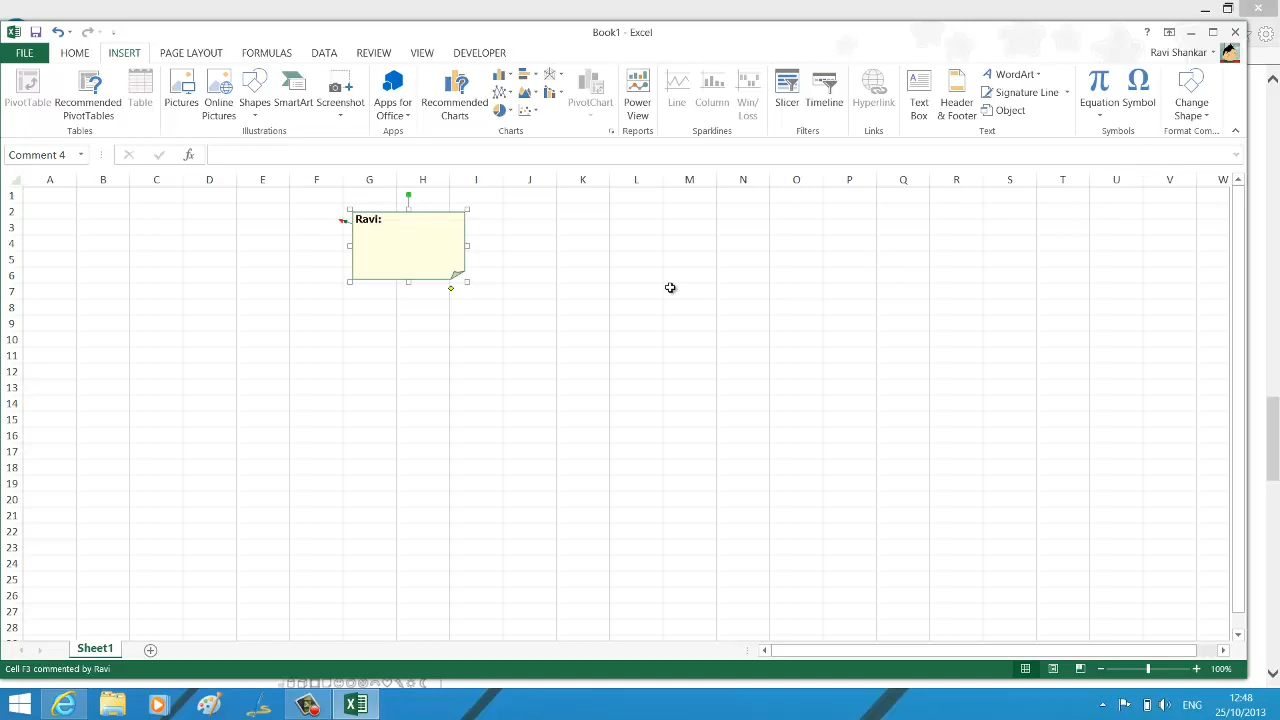 Book1 - Excel
?
FILE
HOME
INSERT
PAGE LAYOUT
FORMULAS
DATA
REVIEW
VIEW
DEVELOPER
Ravi Shankar
PivotTable
Recommended
PivotTables
Table
Tables
Pictures
Online
Pictures
Shapes
SmartArt
Screenshot
Illustrations
Apps for
Office
Apps
Recommended
Charts
PivotChart
Charts
Power
View
Reports
Line
Column
Win/
Loss
Sparklines
Slicer
Timeline
Filters
Hyperlink
Links
Text
Box
Header
& Footer
WordArt
Signature Line
Object
Text
π
Equation
Ω
Symbol
Symbols
Change
Shape
Format Com...
Comment 4
fx
A B C D E F G H I J K L M N O P Q R S T U V W
1
2
3
4
5
6
7
8
9
10
11
12
13
14
15
16
17
18
19
20
21
22
23
24
25
26
27
28
Ravi:
Sheet1
Cell F3 commented by Ravi
100%
ENG
12:48
25/10/2013